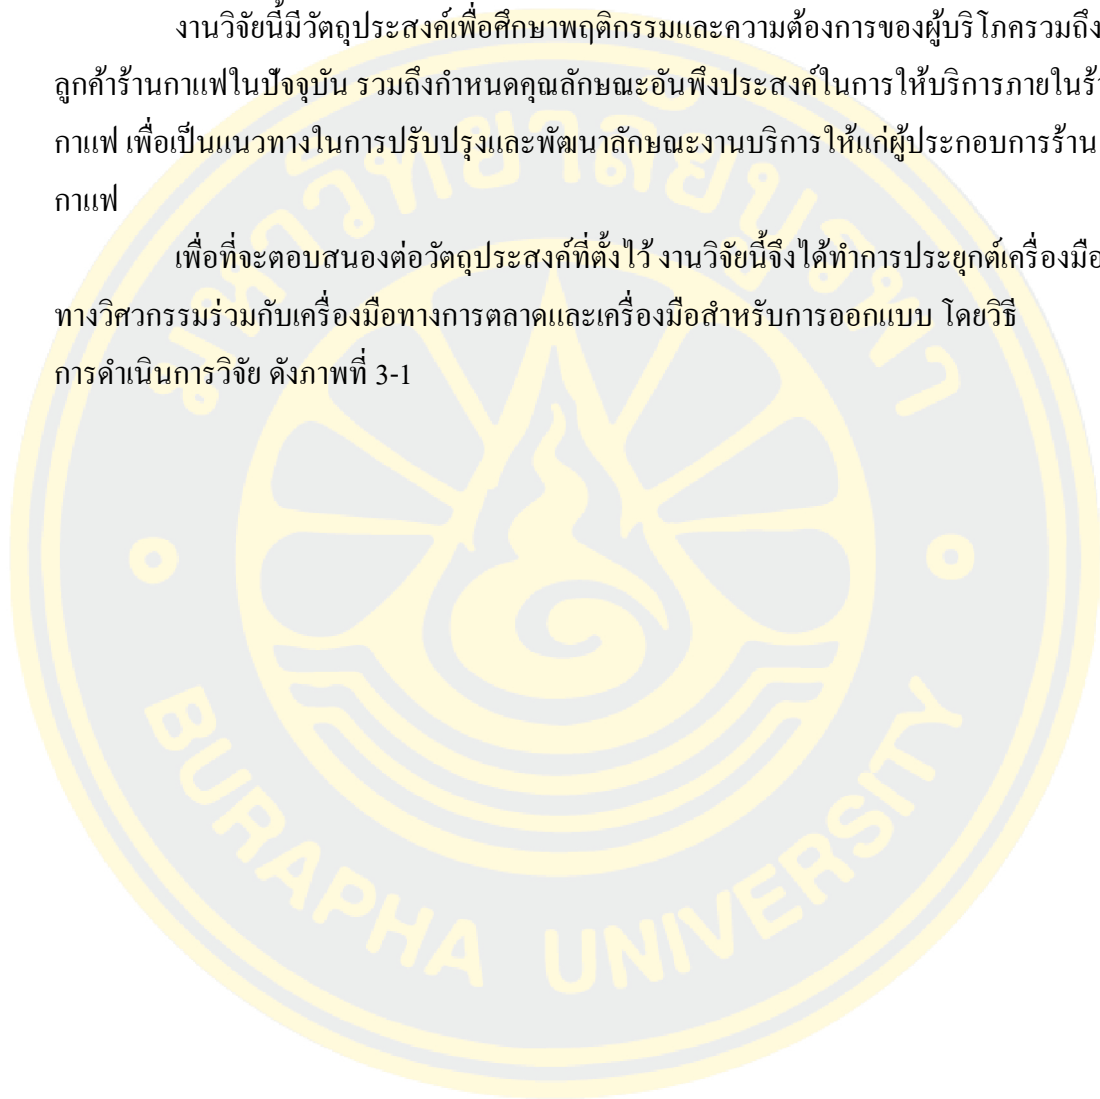 งานวิจัยนี้มีวัตถุประสงค์เพื่อศึกษาพฤติกรรมและความต้องการของผู้บริโภครวมถึง
ลูกค้าร้านกาแฟในปัจจุบัน รวมถึงกำหนดคุณลักษณะอันพึงประสงค์ในการให้บริการภายในร้
กาแฟ เพื่อเป็นแนวทางในการปรับปรุงและพัฒนาลักษณะงานบริการให้แก่ผู้ประกอบการร้าน
กาแฟ
เพื่อที่จะตอบสนองต่อวัตถุประสงค์ที่ตั้งไว้ งานวิจัยนี้จึงได้ทำการประยุกต์เครื่องมือ
ทางวิศวกรรมร่วมกับเครื่องมือทางการตลาดและเครื่องมือสำหรับการออกแบบ โดยวิธี
การดำเนินการวิจัย ดังภาพที่ 3-1
มหาวิทยาลัยบูรพา
BURAPHA UNIVERSITY